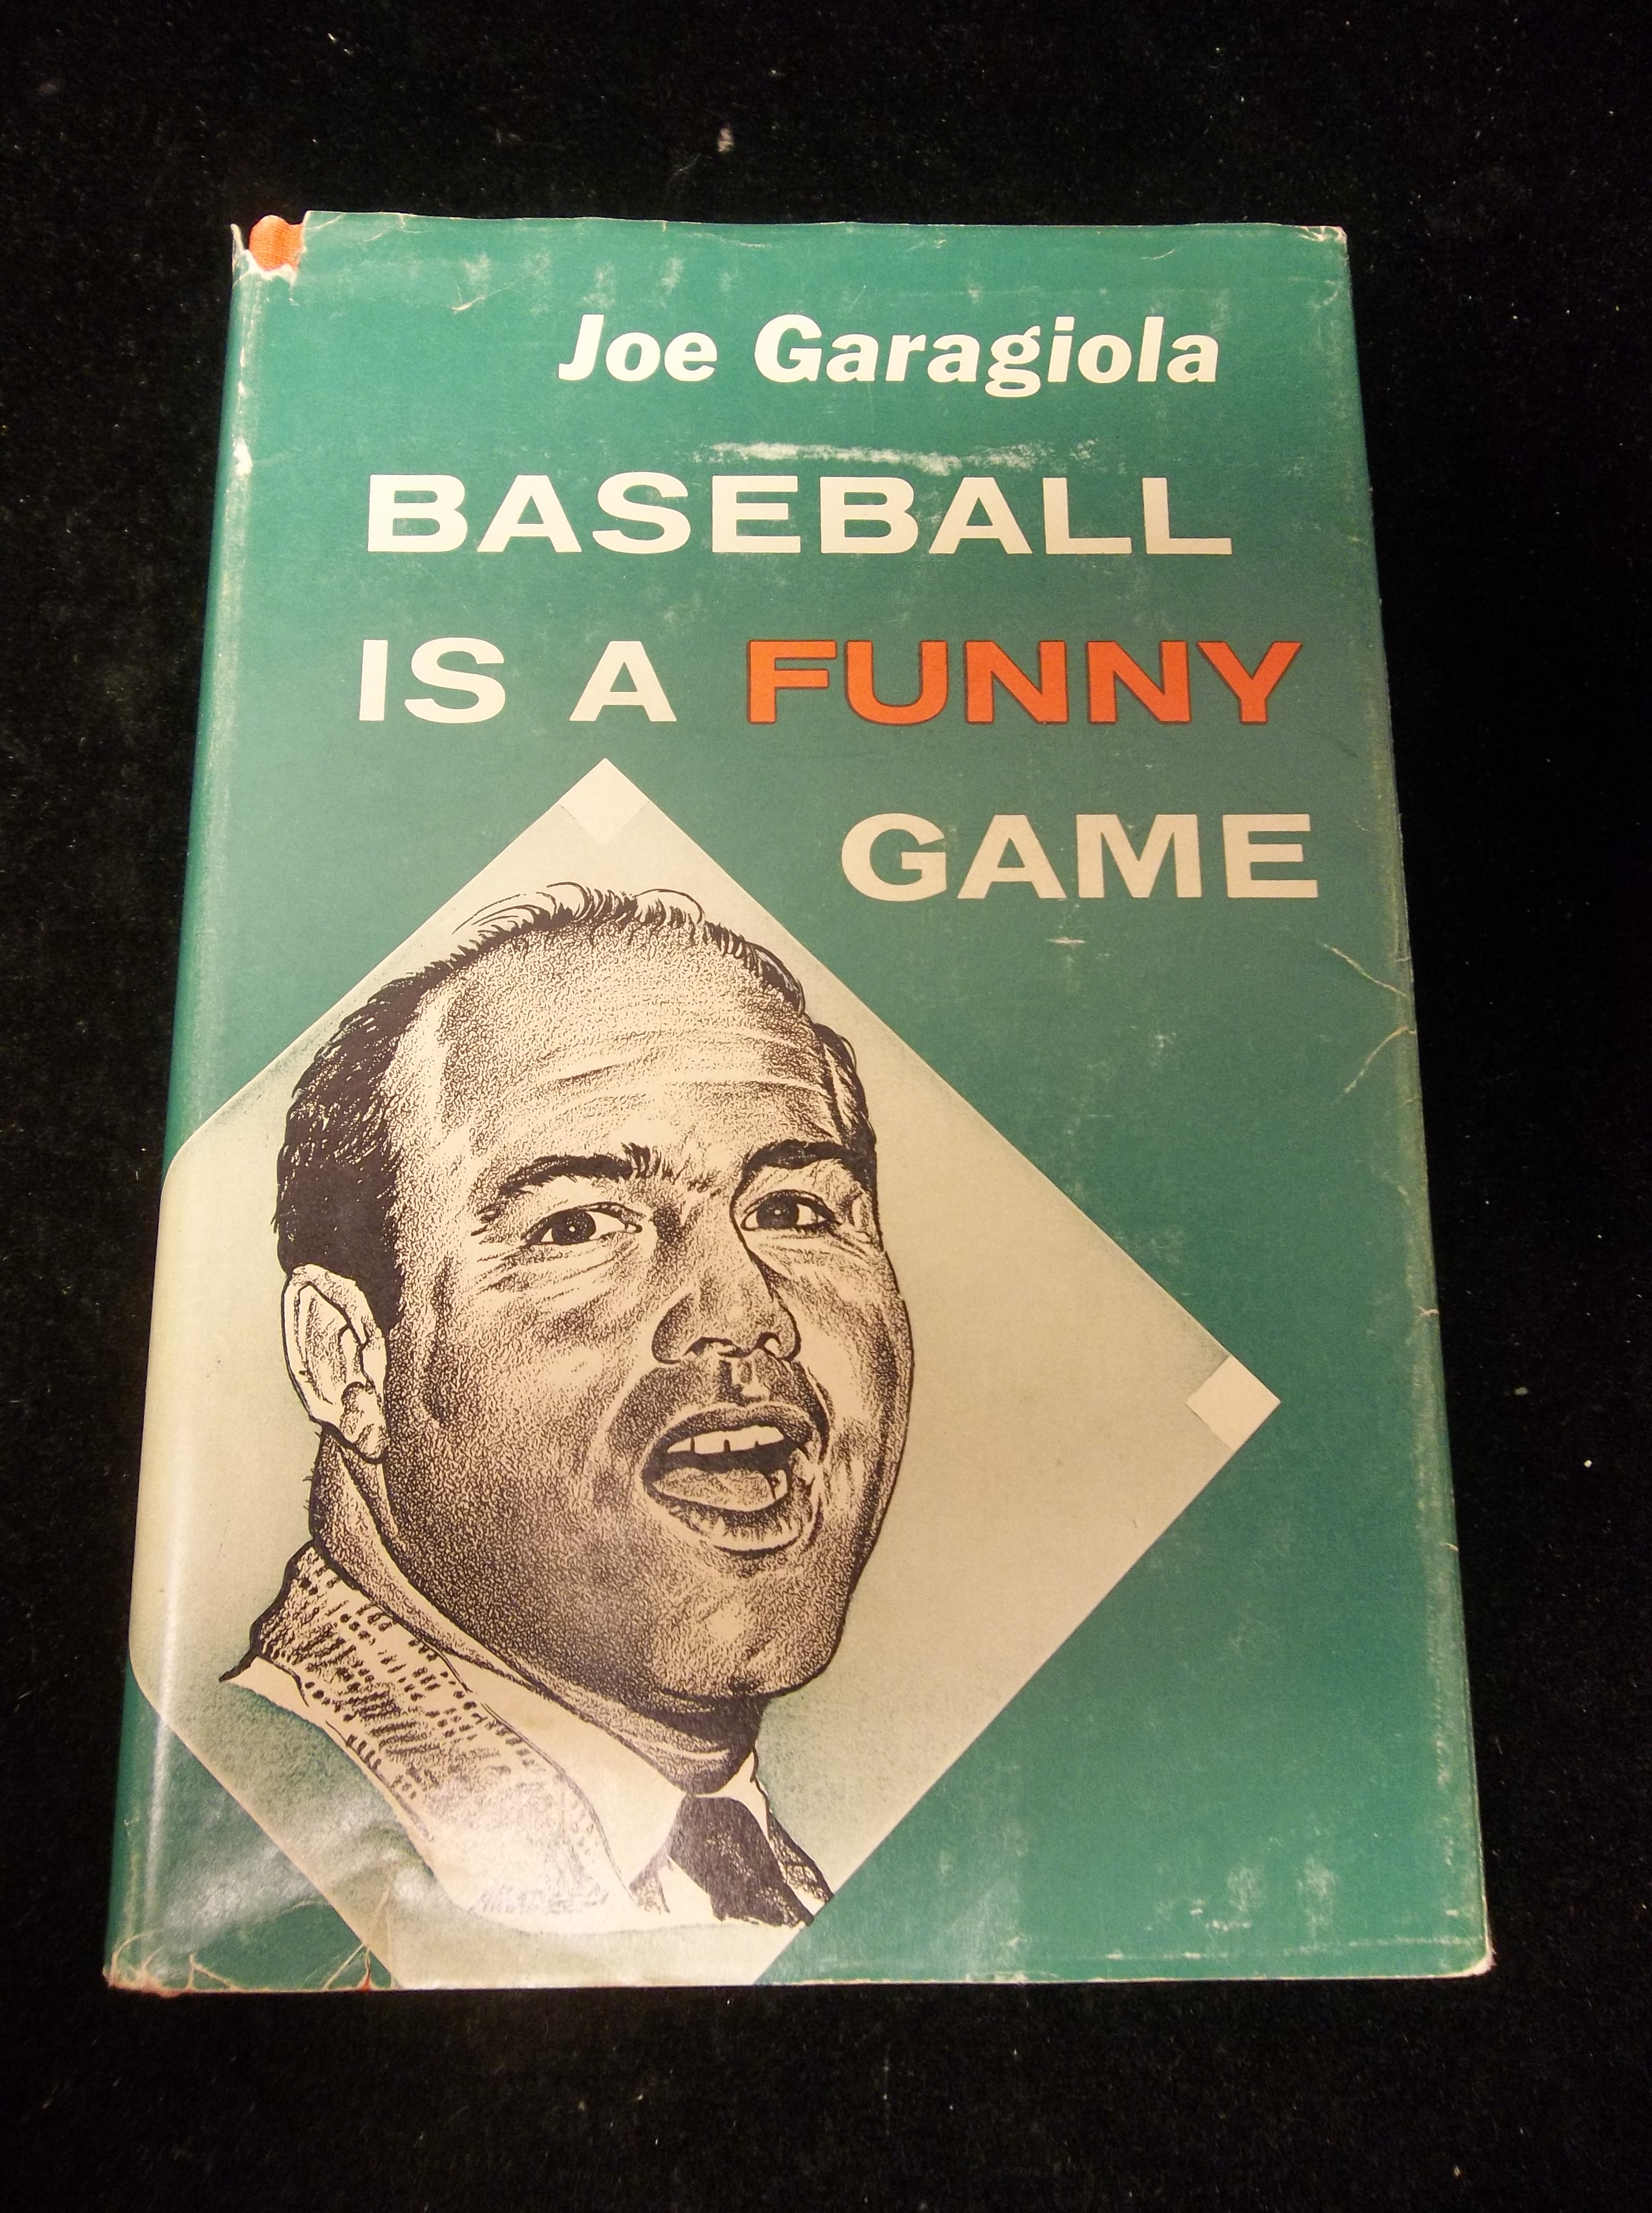 Joe Garagiola
BASEBALL
IS A FUNNY
GAME